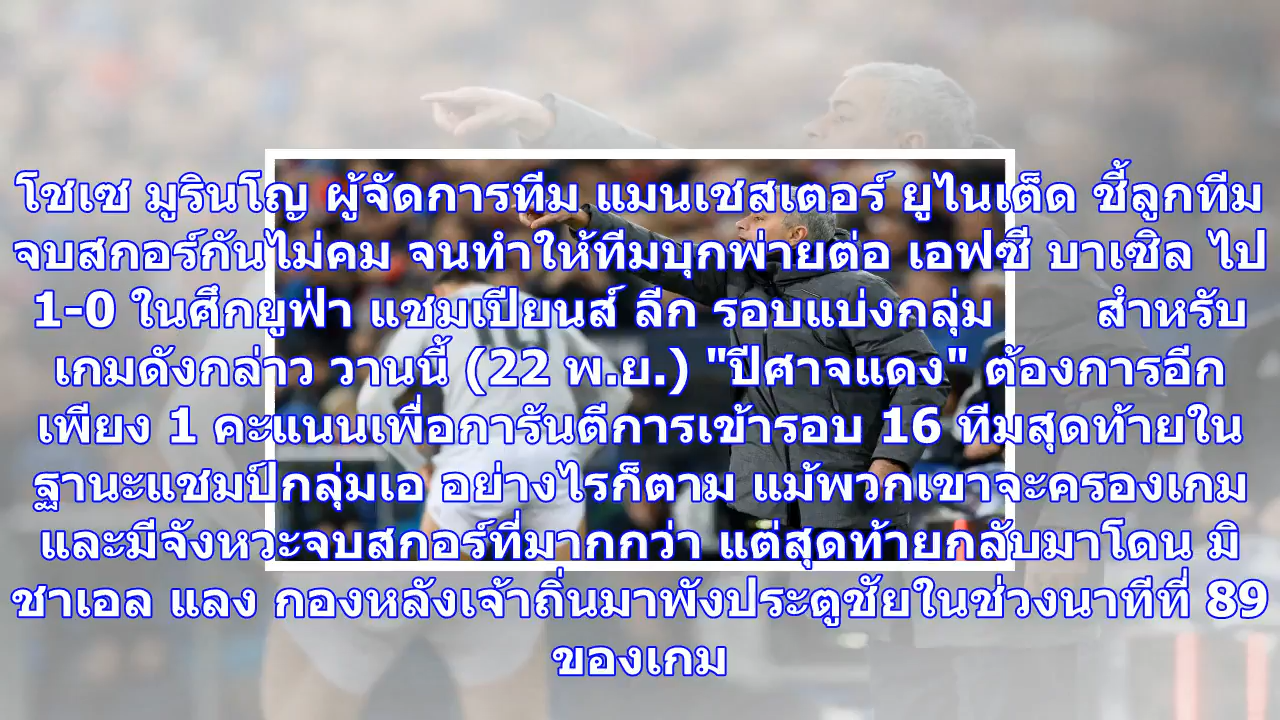 โชเซ มูรินโญ ผู้จัดการทีม แมนเชสเตอร์ ยูไนเต็ด ชี้ลูกทีม
จบสกอร์กันไม่คม จนทำให้ทีมบุกพ่ายต่อ เอฟซี บาเซิล ไป
1-0 ในศึกยูฟ่า แชมเปียนส์ ลีก รอบแบ่งกลุ่ม สำหรับ
เกมดังกล่าว วานนี้ (22 พ.ย.) "ปีศาจแดง" ต้องการอีก
เพียง 1 คะแนนเพื่อการันตีการเข้ารอบ 16 ทีมสุดท้ายใน
ฐานะแชมป์กลุ่มเอ อย่างไรก็ตาม แม้พวกเขาจะครองเกม
และมีจังหวะจบสกอร์ที่มากกว่า แต่สุดท้ายกลับมาโดน มิ
ชาเอล แลง กองหลังเจ้าถิ่นมาพังประตูชัยในช่วงนาทีที่ 89
ของเกม